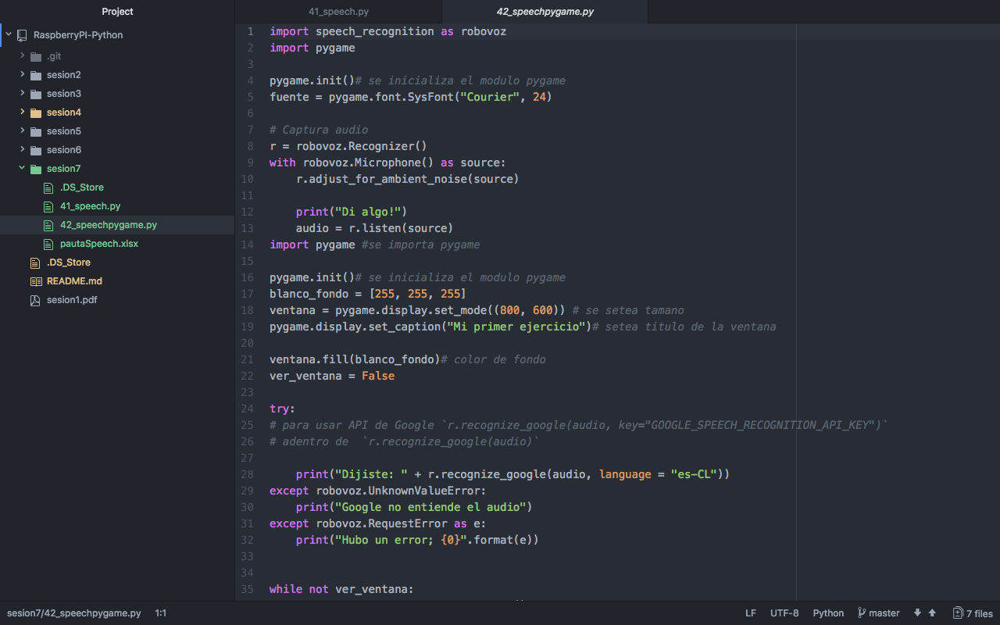 Project
RaspberryPI-Python
.git
sesion2
sesion3
sesion4
sesion5
sesion6
sesion7
.DS_Store
41_speech.py
42_speechpygame.py
pautaSpeech.xlsx
.DS_Store
README.md
sesion1.pdf
41_speech.py
42_speechpygame.py
1 import speech_recognition as robovoz
2 import pygame
3
4 pygame.init()# se inicializa el modulo pygame
5 fuente = pygame.font.SysFont("Courier", 24)
6
7 # Captura audio
8 r = robovoz.Recognizer()
9 with robovoz.Microphone() as source:
10     r.adjust_for_ambient_noise(source)
11
12     print("Di algo!")
13     audio = r.listen(source)
14 import pygame #se importa pygame
15
16 pygame.init()# se inicializa el modulo pygame
17 blanco_fondo = [255, 255, 255]
18 ventana = pygame.display.set_mode((800, 600)) # se setea tamano
19 pygame.display.set_caption("Mi primer ejercicio")# setea titulo de la ventana
20
21 ventana.fill(blanco_fondo)# color de fondo
22 ver_ventana = False
23
24 try:
25 # para usar API de Google `r.recognize_google(audio, key="GOOGLE_SPEECH_RECOGNITION_API_KEY")`
26 # adentro de  `r.recognize_google(audio)`
27
28     print("Dijiste: " + r.recognize_google(audio, language = "es-CL"))
29 except robovoz.UnknownValueError:
30     print("Google no entiende el audio")
31 except robovoz.RequestError as e:
32     print("Hubo un error; {0}".format(e))
33
34
35 while not ver_ventana:
sesion7/42_speechpygame.py 1:1 LF UTF-8 Python master 7 files